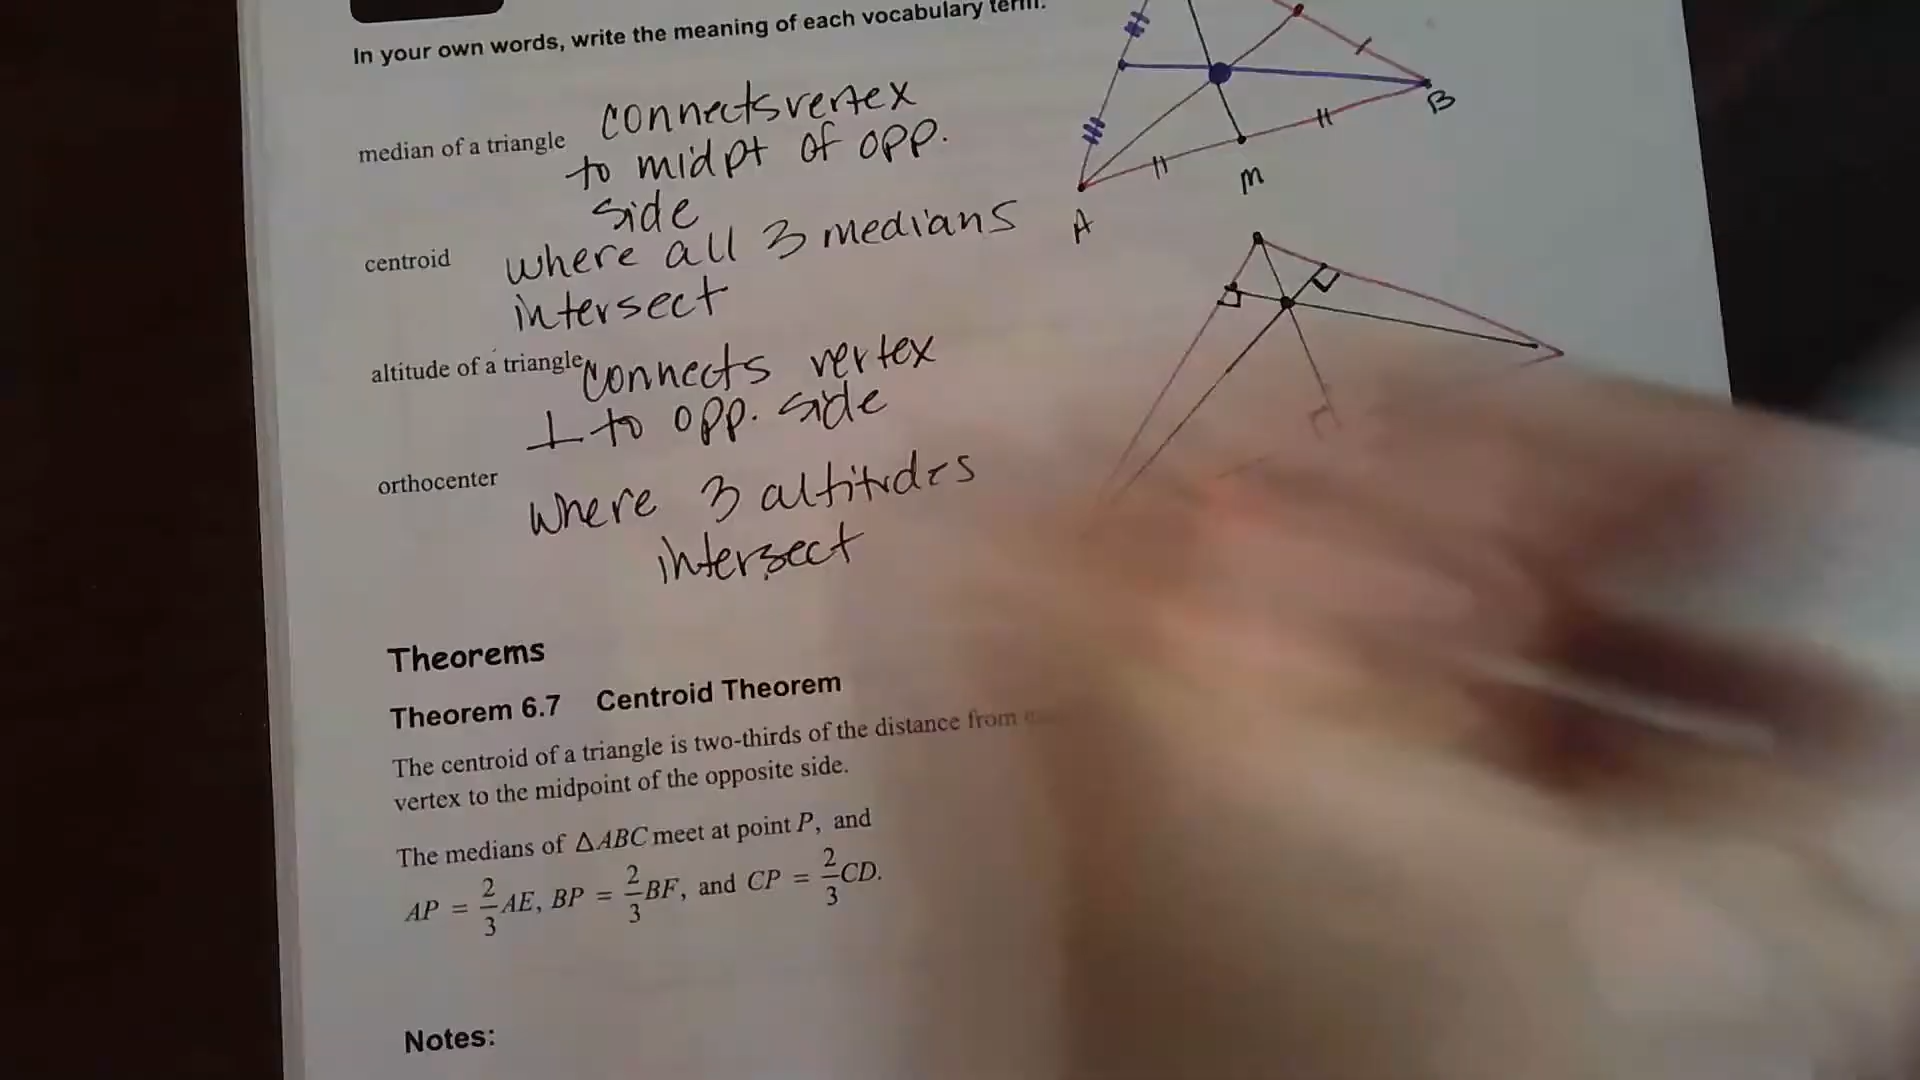 In your own words, write the meaning of each vocabulary term.
median of a triangle connects vertex
to midpt of opp.
side
centroid where all 3 medians
intersect
altitude of a triangle connects vertex
⊥ to opp. side
orthocenter where 3 altitudes
intersect
B
M
A
Theorems
Theorem 6.7 Centroid Theorem
The centroid of a triangle is two-thirds of the distance from
vertex to the midpoint of the opposite side.
The medians of △ABC meet at point P, and
AP = 2/3 AE, BP = 2/3 BF, and CP = 2/3 CD.
Notes: